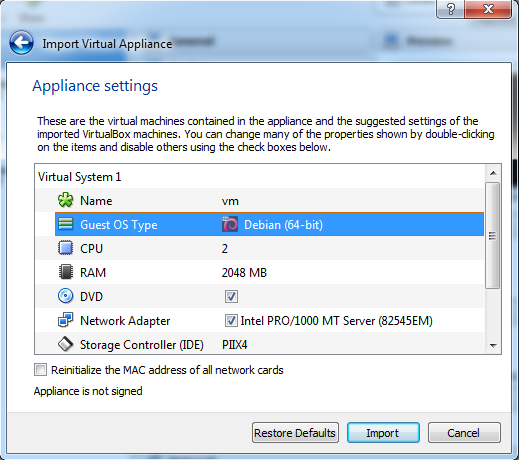 Import Virtual Appliance
Appliance settings
These are the virtual machines contained in the appliance and the suggested settings of the
imported VirtualBox machines. You can change many of the properties shown by double-clicking
on the items and disable others using the check boxes below.
Virtual System 1
Name vm
Guest OS Type Debian (64-bit)
CPU 2
RAM 2048 MB
DVD
Network Adapter Intel PRO/1000 MT Server (82545EM)
Storage Controller (IDE) PIIX4
Reinitialize the MAC address of all network cards
Appliance is not signed
Restore Defaults Import Cancel